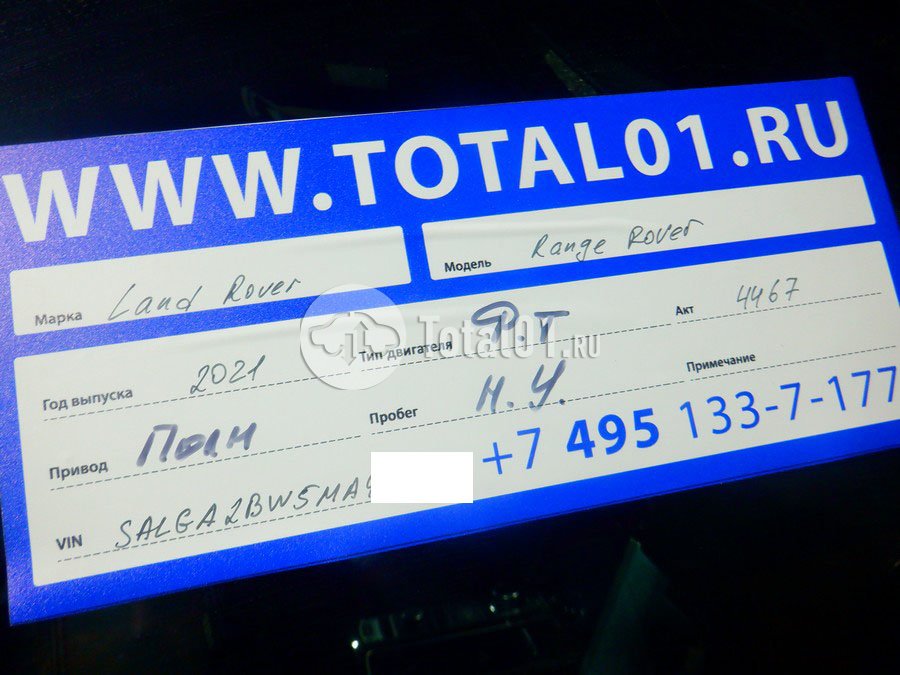 WWW.TOTAL01.RU
Марка Land Rover Модель Range Rover
Год выпуска 2021 Тип двигателя Р.Т Акт 4467
Привод Полн Пробег Н.У. Примечание
+7 495 133-7-177
VIN SALGA2BW5MA
Total01.RU